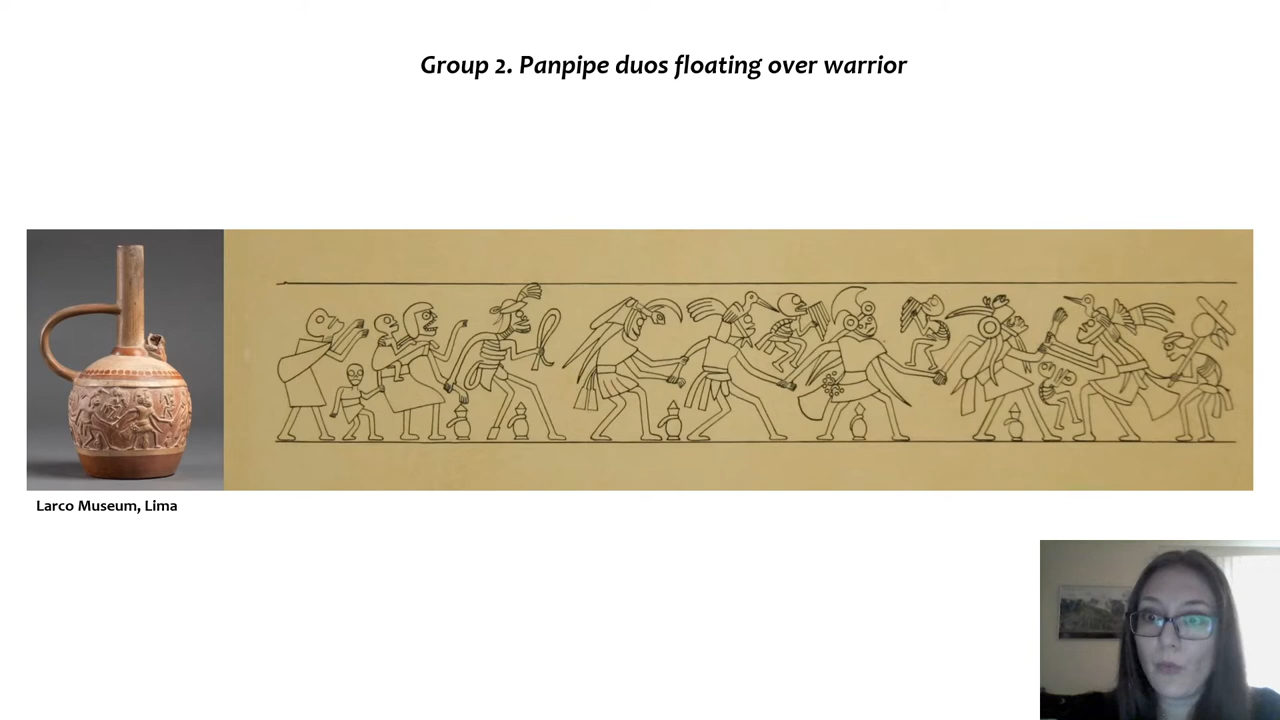 Group 2. Panpipe duos floating over warrior
Larco Museum, Lima